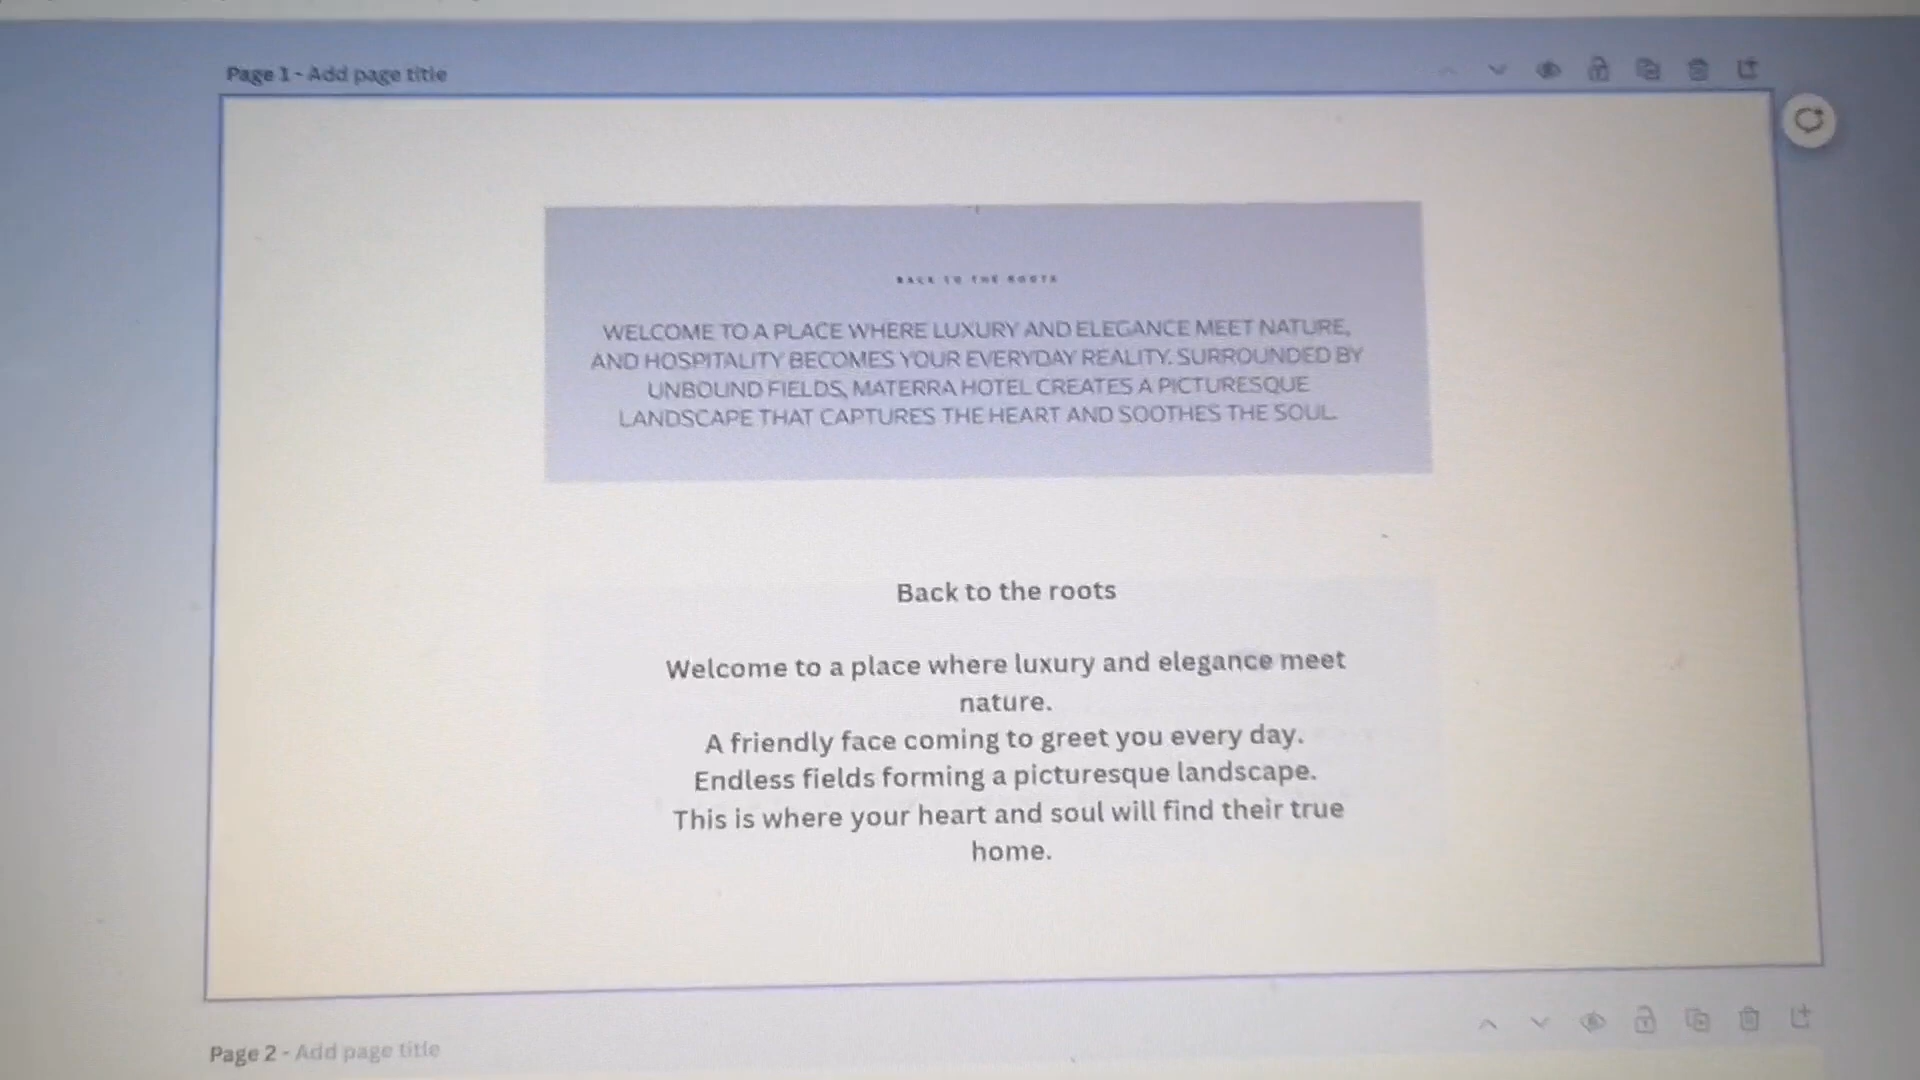 Page 1 - Add page title
BACK TO THE ROOTS
WELCOME TO A PLACE WHERE LUXURY AND ELEGANCE MEET NATURE,
AND HOSPITALITY BECOMES YOUR EVERYDAY REALITY. SURROUNDED BY
UNBOUND FIELDS, MATERRA HOTEL CREATES A PICTURESQUE
LANDSCAPE THAT CAPTURES THE HEART AND SOOTHES THE SOUL.
Back to the roots
Welcome to a place where luxury and elegance meet
nature.
A friendly face coming to greet you every day.
Endless fields forming a picturesque landscape.
This is where your heart and soul will find their true
home.
Page 2 - Add page title